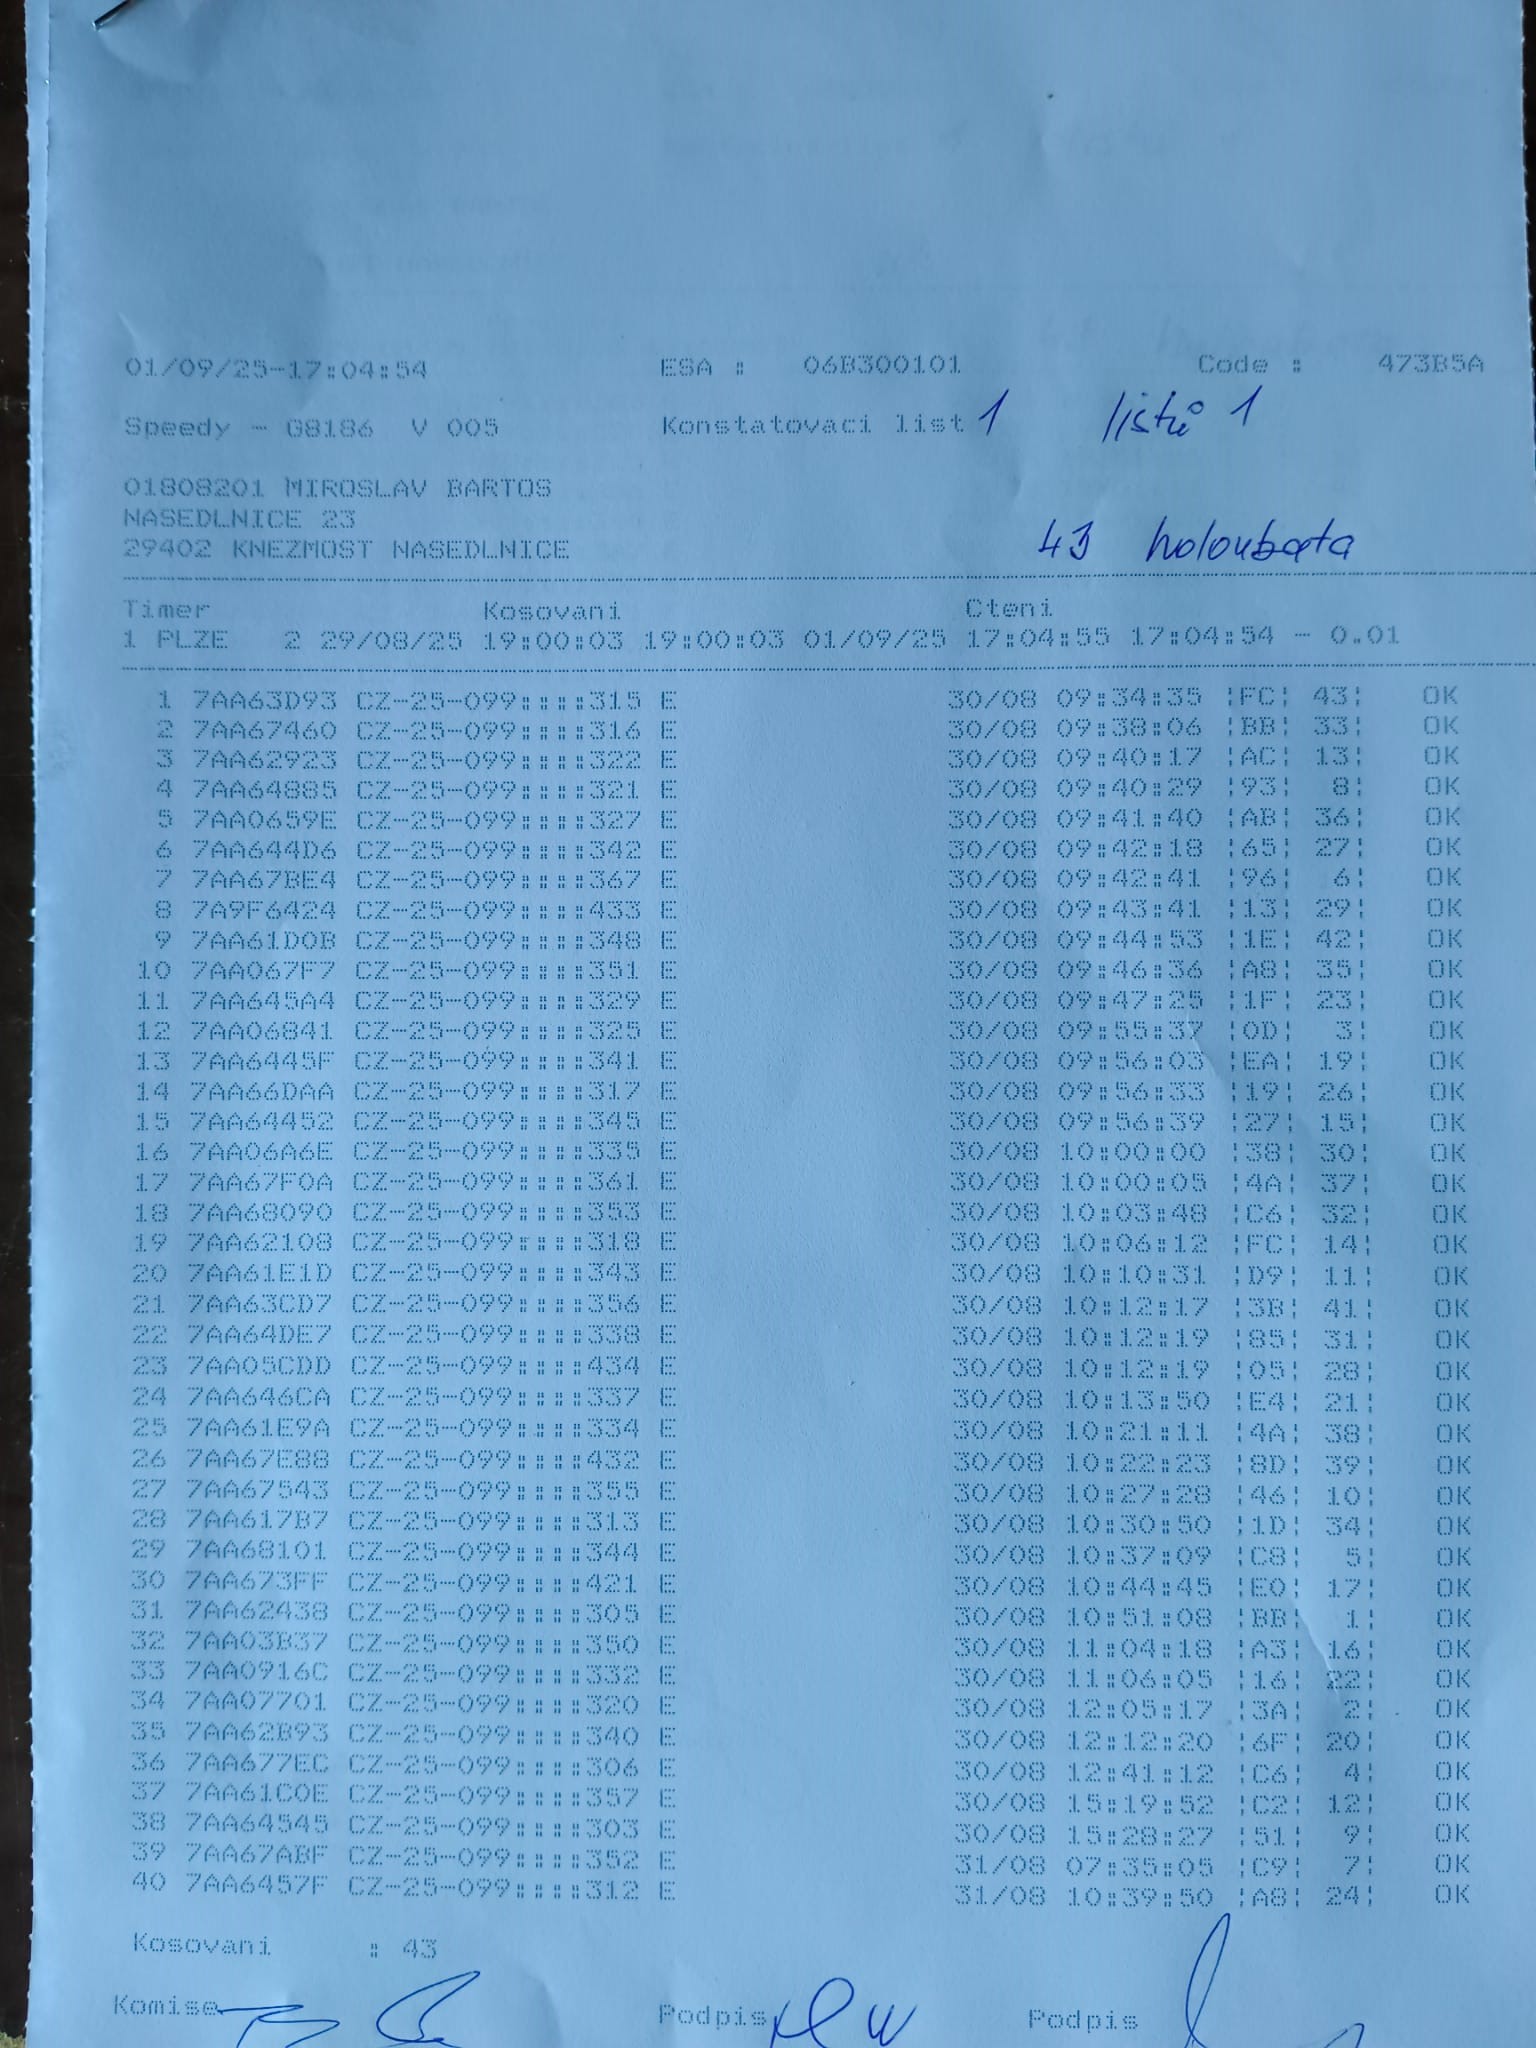 01/09/25-17:04:54 ESA : 06B300101 Code : 473B5A
Speedy - G8186 V 005 Konstatovaci list 1 listů 1
01808201 MIROSLAV BARTOS
NASEDLNICE 23
29402 KNEZMOST NASEDLNICE 43 holoubata
Timer Kosovani Cteni
1 PLZE 2 29/08/25 19:00:03 19:00:03 01/09/25 17:04:55 17:04:54 - 0.01
1 7AA63D93 CZ-25-099::::315 E 30/08 09:34:35 ¦FC¦ 43¦ OK
2 7AA67460 CZ-25-099::::316 E 30/08 09:38:06 ¦BB¦ 33¦ OK
3 7AA62923 CZ-25-099::::322 E 30/08 09:40:17 ¦AC¦ 13¦ OK
4 7AA64885 CZ-25-099::::321 E 30/08 09:40:29 ¦93¦ 8¦ OK
5 7AA0659E CZ-25-099::::327 E 30/08 09:41:40 ¦AB¦ 36¦ OK
6 7AA644D6 CZ-25-099::::342 E 30/08 09:42:18 ¦65¦ 27¦ OK
7 7AA67BE4 CZ-25-099::::367 E 30/08 09:42:41 ¦96¦ 6¦ OK
8 7A9F6424 CZ-25-099::::433 E 30/08 09:43:41 ¦13¦ 29¦ OK
9 7AA61D0B CZ-25-099::::348 E 30/08 09:44:53 ¦1E¦ 42¦ OK
10 7AA067F7 CZ-25-099::::351 E 30/08 09:46:36 ¦A8¦ 35¦ OK
11 7AA645A4 CZ-25-099::::329 E 30/08 09:47:25 ¦1F¦ 23¦ OK
12 7AA06841 CZ-25-099::::325 E 30/08 09:55:37 ¦0D¦ 3¦ OK
13 7AA6445F CZ-25-099::::341 E 30/08 09:56:03 ¦EA¦ 19¦ OK
14 7AA66DAA CZ-25-099::::317 E 30/08 09:56:33 ¦19¦ 26¦ OK
15 7AA64452 CZ-25-099::::345 E 30/08 09:56:39 ¦27¦ 15¦ OK
16 7AA06A6E CZ-25-099::::335 E 30/08 10:00:00 ¦38¦ 30¦ OK
17 7AA67F0A CZ-25-099::::361 E 30/08 10:00:05 ¦4A¦ 37¦ OK
18 7AA68090 CZ-25-099::::353 E 30/08 10:03:48 ¦C6¦ 32¦ OK
19 7AA62108 CZ-25-099::::318 E 30/08 10:06:12 ¦FC¦ 14¦ OK
20 7AA61E1D CZ-25-099::::343 E 30/08 10:10:31 ¦D9¦ 11¦ OK
21 7AA63CD7 CZ-25-099::::356 E 30/08 10:12:17 ¦3B¦ 41¦ OK
22 7AA64DE7 CZ-25-099::::338 E 30/08 10:12:19 ¦85¦ 31¦ OK
23 7AA05CDD CZ-25-099::::434 E 30/08 10:12:19 ¦05¦ 28¦ OK
24 7AA646CA CZ-25-099::::337 E 30/08 10:13:50 ¦E4¦ 21¦ OK
25 7AA61E9A CZ-25-099::::334 E 30/08 10:21:11 ¦4A¦ 38¦ OK
26 7AA67E88 CZ-25-099::::432 E 30/08 10:22:23 ¦8D¦ 39¦ OK
27 7AA67543 CZ-25-099::::355 E 30/08 10:27:28 ¦46¦ 10¦ OK
28 7AA617B7 CZ-25-099::::313 E 30/08 10:30:50 ¦1D¦ 34¦ OK
29 7AA68101 CZ-25-099::::344 E 30/08 10:37:09 ¦C8¦ 5¦ OK
30 7AA673FF CZ-25-099::::421 E 30/08 10:44:45 ¦E0¦ 17¦ OK
31 7AA62438 CZ-25-099::::305 E 30/08 10:51:08 ¦BB¦ 1¦ OK
32 7AA03B37 CZ-25-099::::350 E 30/08 11:04:18 ¦A3¦ 16¦ OK
33 7AA0916C CZ-25-099::::332 E 30/08 11:06:05 ¦16¦ 22¦ OK
34 7AA07701 CZ-25-099::::320 E 30/08 12:05:17 ¦3A¦ 2¦ OK
35 7AA62B93 CZ-25-099::::340 E 30/08 12:12:20 ¦6F¦ 20¦ OK
36 7AA677EC CZ-25-099::::306 E 30/08 12:41:12 ¦C6¦ 4¦ OK
37 7AA61C0E CZ-25-099::::357 E 30/08 15:19:52 ¦C2¦ 12¦ OK
38 7AA64545 CZ-25-099::::303 E 30/08 15:28:27 ¦51¦ 9¦ OK
39 7AA67ABF CZ-25-099::::352 E 31/08 07:35:05 ¦C9¦ 7¦ OK
40 7AA6457F CZ-25-099::::312 E 31/08 10:39:50 ¦A8¦ 24¦ OK
Kosovani : 43
Komise Podpis Podpis